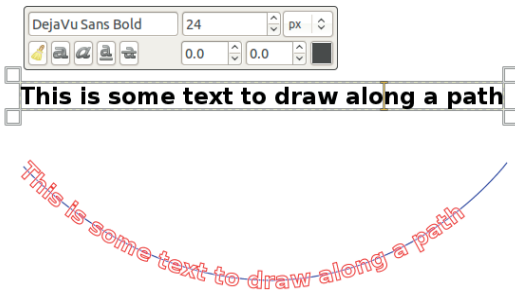 DejaVu Sans Bold 24 px
a a a a 0.0 0.0
This is some text to draw along a path
This is some text to draw along a path